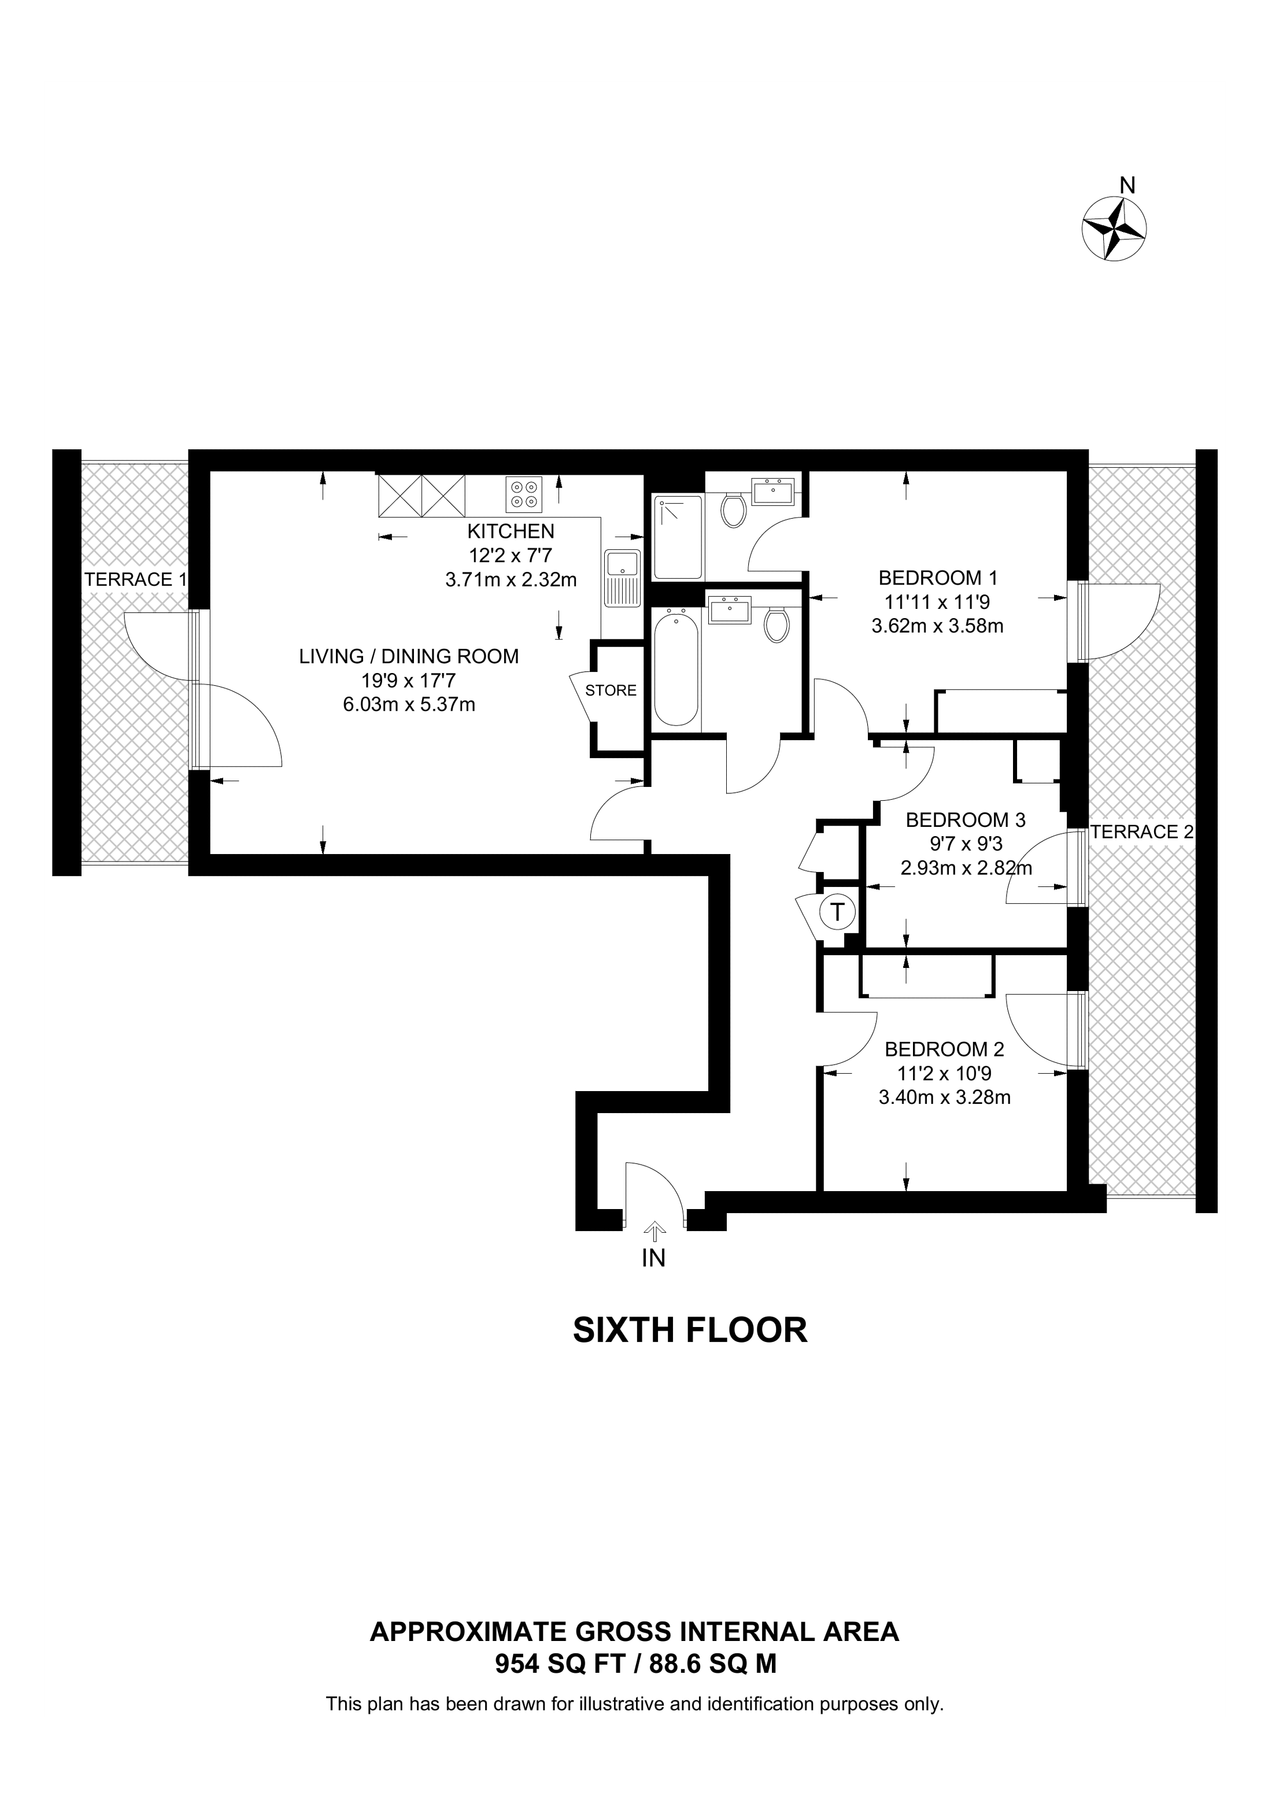 N
TERRACE 1
KITCHEN
12'2 x 7'7
3.71m x 2.32m
LIVING / DINING ROOM
19'9 x 17'7
6.03m x 5.37m
STORE
BEDROOM 1
11'11 x 11'9
3.62m x 3.58m
BEDROOM 3
9'7 x 9'3
2.93m x 2.82m
TERRACE 2
T
BEDROOM 2
11'2 x 10'9
3.40m x 3.28m
IN
SIXTH FLOOR
APPROXIMATE GROSS INTERNAL AREA
954 SQ FT / 88.6 SQ M
This plan has been drawn for illustrative and identification purposes only.